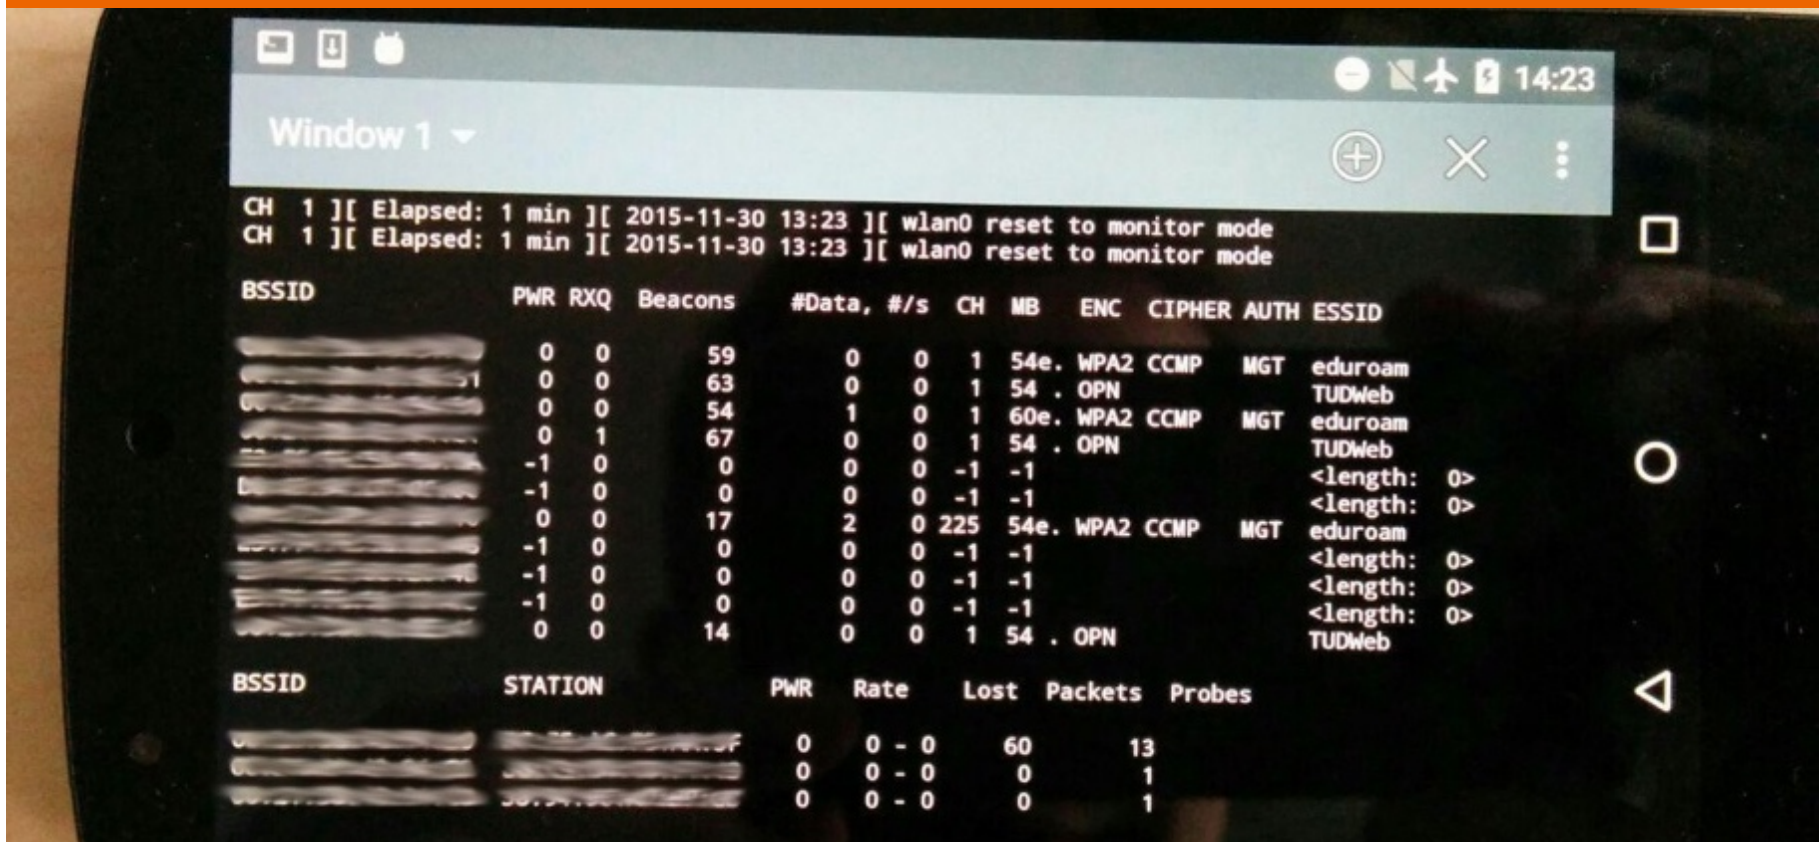 14:23
Window 1
CH 1 ][ Elapsed: 1 min ][ 2015-11-30 13:23 ][ wlan0 reset to monitor mode
CH 1 ][ Elapsed: 1 min ][ 2015-11-30 13:23 ][ wlan0 reset to monitor mode
BSSID PWR RXQ Beacons #Data, #/s CH MB ENC CIPHER AUTH ESSID
0 0 59 0 0 1 54e. WPA2 CCMP MGT eduroam
0 0 63 0 0 1 54 . OPN TUDWeb
0 0 54 1 0 1 60e. WPA2 CCMP MGT eduroam
0 1 67 0 0 1 54 . OPN TUDWeb
-1 0 0 0 0 -1 -1 <length: 0>
-1 0 0 0 0 -1 -1 <length: 0>
0 0 17 2 0 225 54e. WPA2 CCMP MGT eduroam
-1 0 0 0 0 -1 -1 <length: 0>
-1 0 0 0 0 -1 -1 <length: 0>
-1 0 0 0 0 -1 -1 <length: 0>
0 0 14 0 0 1 54 . OPN TUDWeb
BSSID STATION PWR Rate Lost Packets Probes
0 0 - 0 60 13
0 0 - 0 0 1
0 0 - 0 0 1